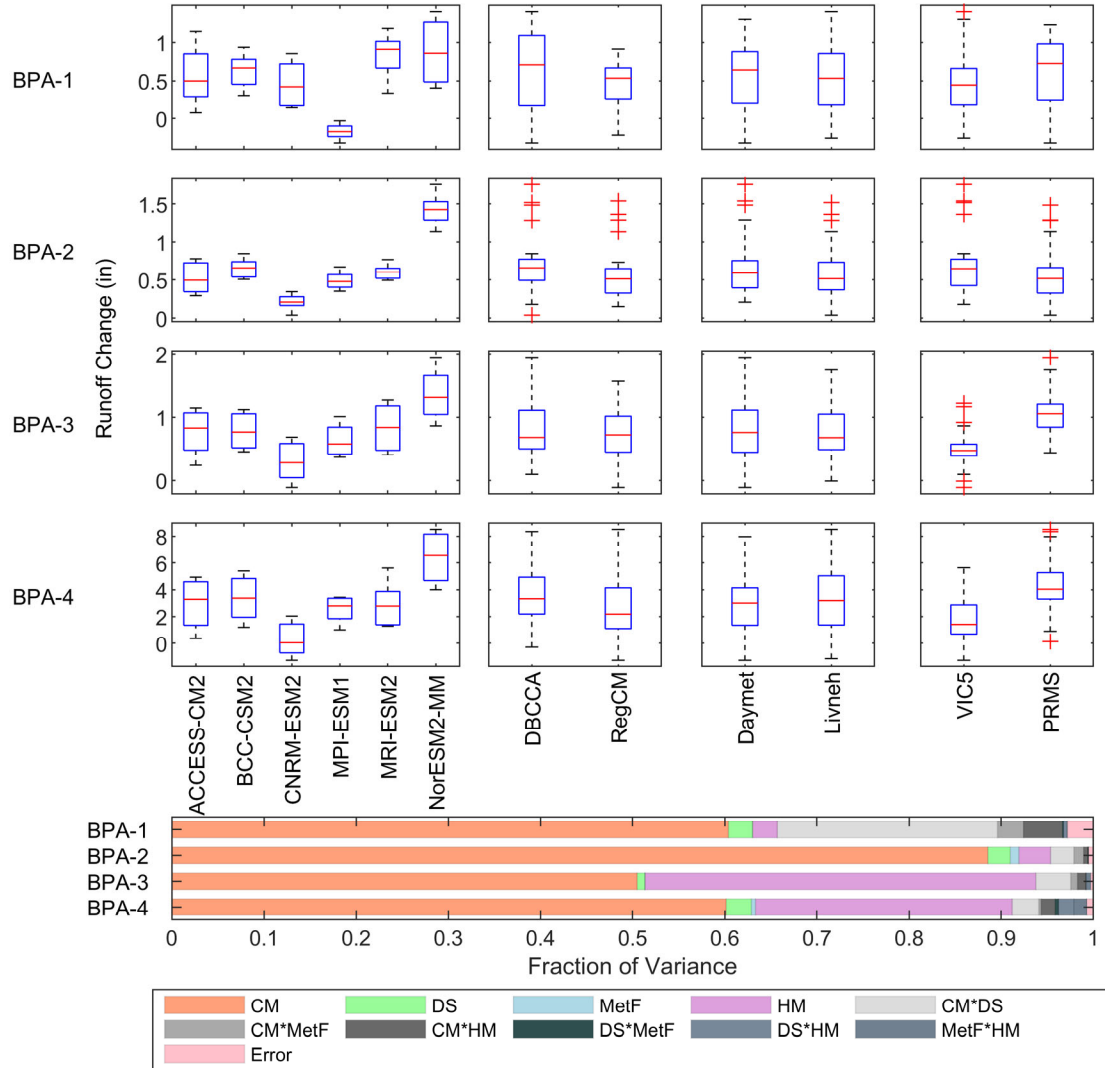 BPA-1
1
0.5
0
BPA-2
1.5
1
0.5
0
Runoff Change (in)
BPA-3
2
1
0
BPA-4
8
6
4
2
0
ACCESS-CM2
BCC-CSM2
CNRM-ESM2
MPI-ESM1
MRI-ESM2
NorESM2-MM
DBCCA
RegCM
Daymet
Livneh
VIC5
PRMS
BPA-1
BPA-2
BPA-3
BPA-4
0 0.1 0.2 0.3 0.4 0.5 0.6 0.7 0.8 0.9 1
Fraction of Variance
CM DS MetF HM CM*DS
CM*MetF CM*HM DS*MetF DS*HM MetF*HM
Error